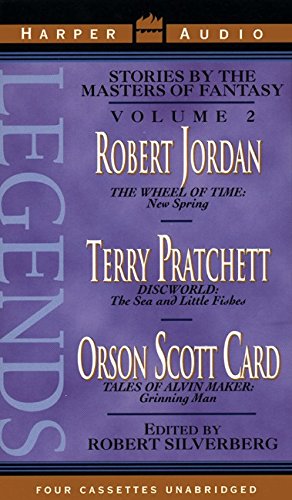 HARPER AUDIO
LEGENDS
STORIES BY THE
MASTERS OF FANTASY
VOLUME 2
ROBERT JORDAN
THE WHEEL OF TIME:
New Spring
TERRY PRATCHETT
DISCWORLD:
The Sea and Little Fishes
ORSON SCOTT CARD
TALES OF ALVIN MAKER:
Grinning Man
EDITED BY
ROBERT SILVERBERG
FOUR CASSETTES UNABRIDGED